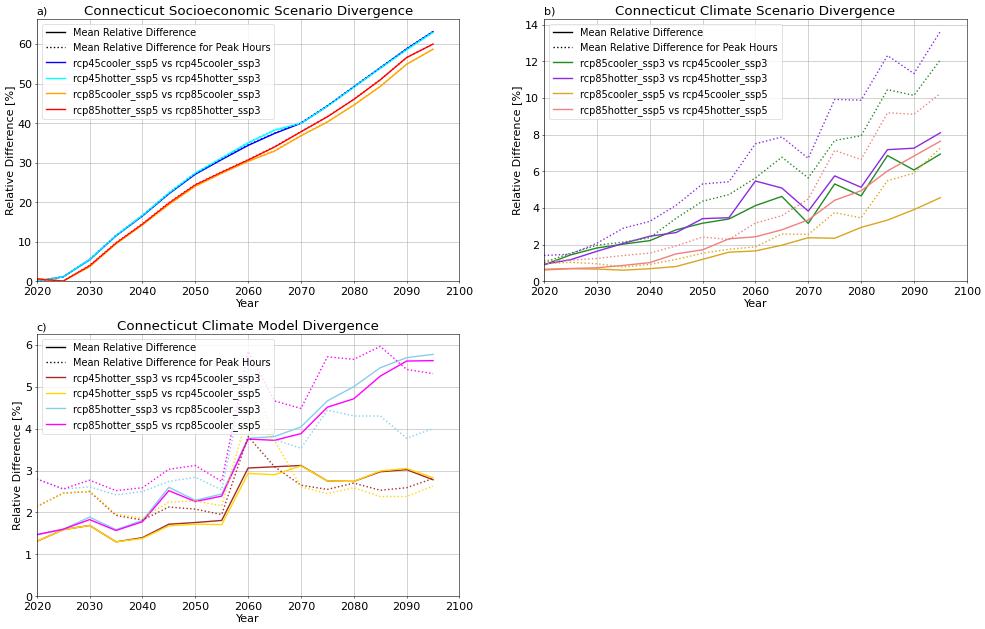 a)
Connecticut Socioeconomic Scenario Divergence
Mean Relative Difference
Mean Relative Difference for Peak Hours
rcp45cooler_ssp5 vs rcp45cooler_ssp3
rcp45hotter_ssp5 vs rcp45hotter_ssp3
rcp85cooler_ssp5 vs rcp85cooler_ssp3
rcp85hotter_ssp5 vs rcp85hotter_ssp3
Relative Difference [%]
60
50
40
30
20
10
0
2020 2030 2040 2050 2060 2070 2080 2090 2100
Year
b)
Connecticut Climate Scenario Divergence
Mean Relative Difference
Mean Relative Difference for Peak Hours
rcp85cooler_ssp3 vs rcp45cooler_ssp3
rcp85hotter_ssp3 vs rcp45hotter_ssp3
rcp85cooler_ssp5 vs rcp45cooler_ssp5
rcp85hotter_ssp5 vs rcp45hotter_ssp5
Relative Difference [%]
14
12
10
8
6
4
2
0
2020 2030 2040 2050 2060 2070 2080 2090 2100
Year
c)
Connecticut Climate Model Divergence
Mean Relative Difference
Mean Relative Difference for Peak Hours
rcp45hotter_ssp3 vs rcp45cooler_ssp3
rcp45hotter_ssp5 vs rcp45cooler_ssp5
rcp85hotter_ssp3 vs rcp85cooler_ssp3
rcp85hotter_ssp5 vs rcp85cooler_ssp5
Relative Difference [%]
6
5
4
3
2
1
0
2020 2030 2040 2050 2060 2070 2080 2090 2100
Year